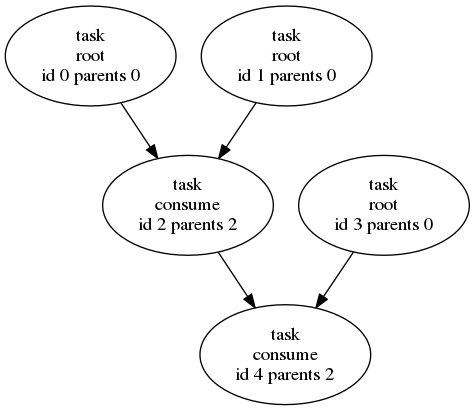 task
root
id 0 parents 0
task
root
id 1 parents 0
task
consume
id 2 parents 2
task
root
id 3 parents 0
task
consume
id 4 parents 2